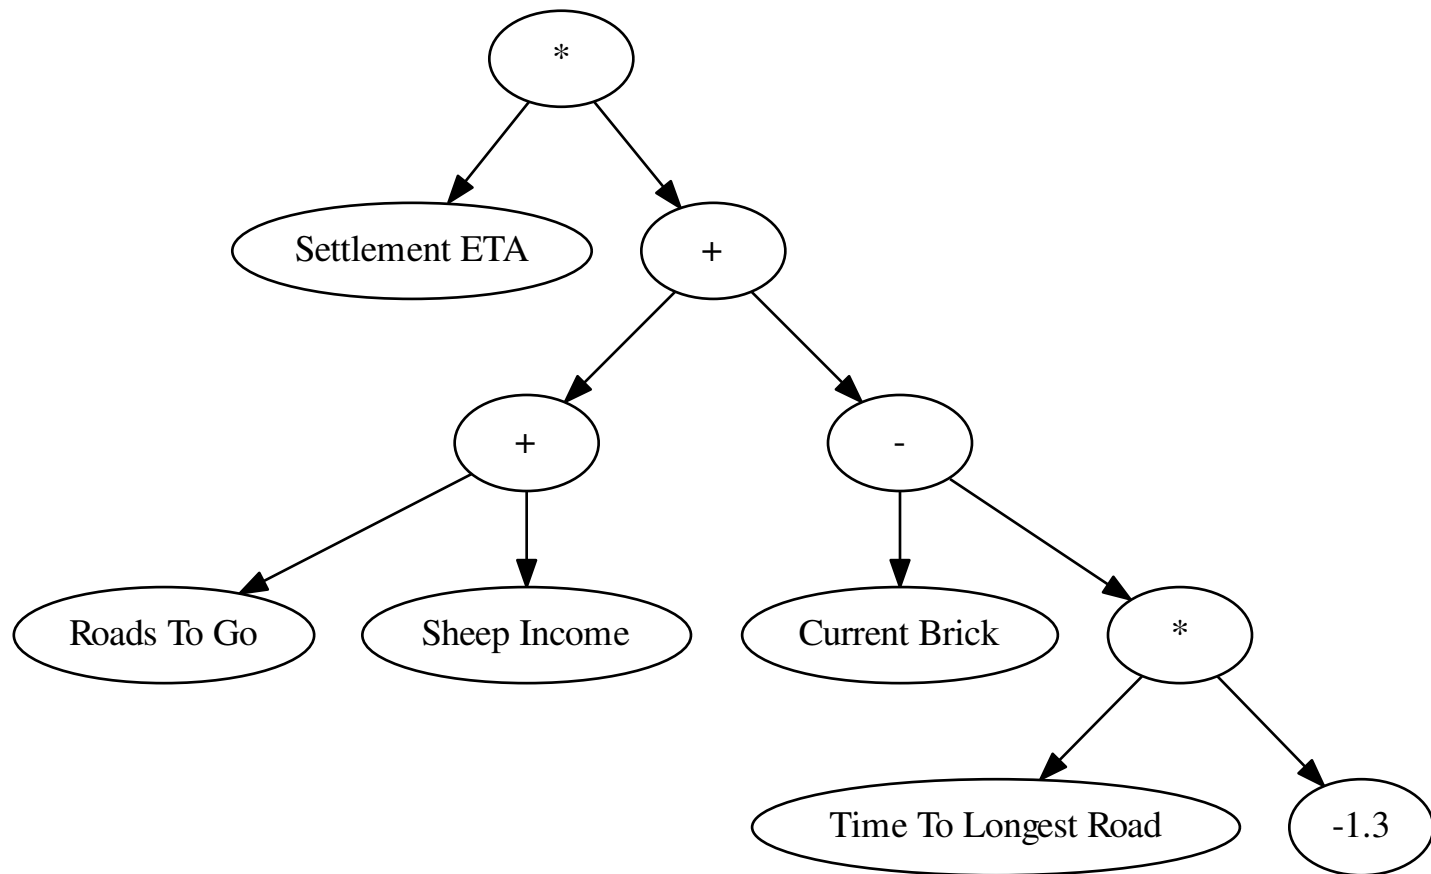 *
Settlement ETA
+
+
-
Roads To Go
Sheep Income
Current Brick
*
Time To Longest Road
-1.3